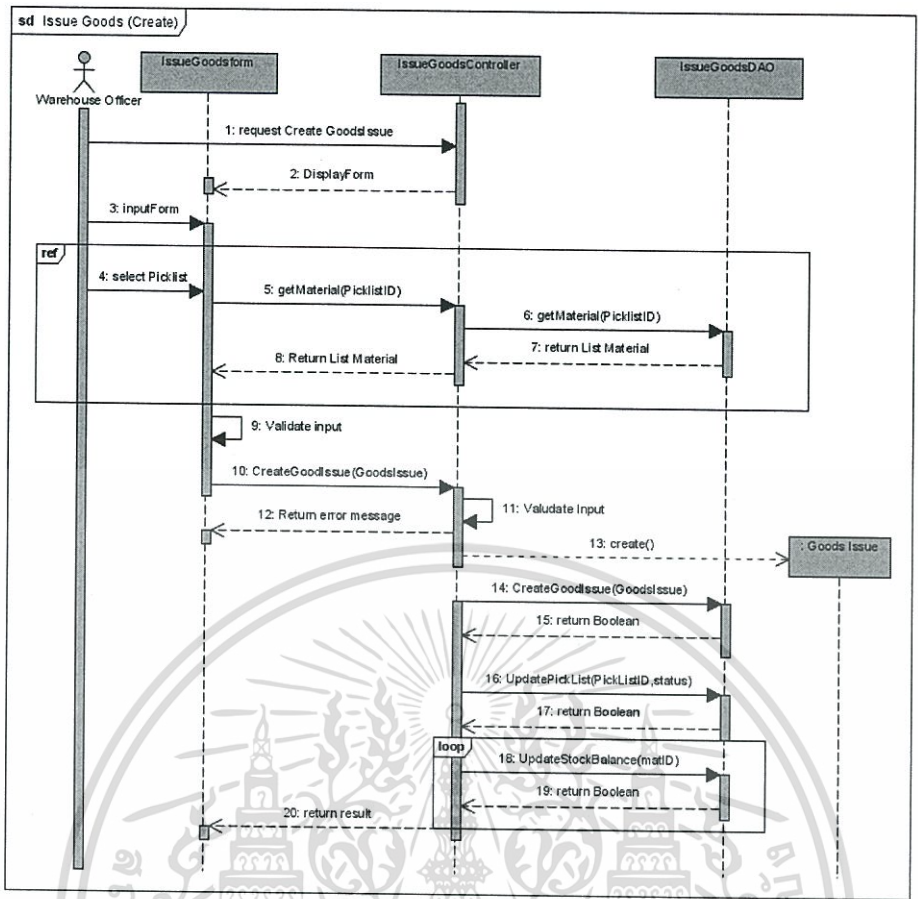 sd Issue Goods (Create)
Warehouse Officer
IssueGoodsform
IssueGoodsController
IssueGoodsDAO
1: request Create GoodsIssue
2: DisplayForm
3: inputForm
ref
4: select Picklist
5: getMaterial(PicklistID)
6: getMaterial(PicklistID)
7: return List Material
8: Return List Material
9: Validate input
10: CreateGoodIssue(GoodsIssue)
11: Valudate Input
12: Return error message
13: create()
: Goods Issue
14: CreateGoodIssue(GoodsIssue)
15: return Boolean
16: UpdatePickList(PickListID,status)
17: return Boolean
loop
18: UpdateStockBalance(matID)
19: return Boolean
20: return result